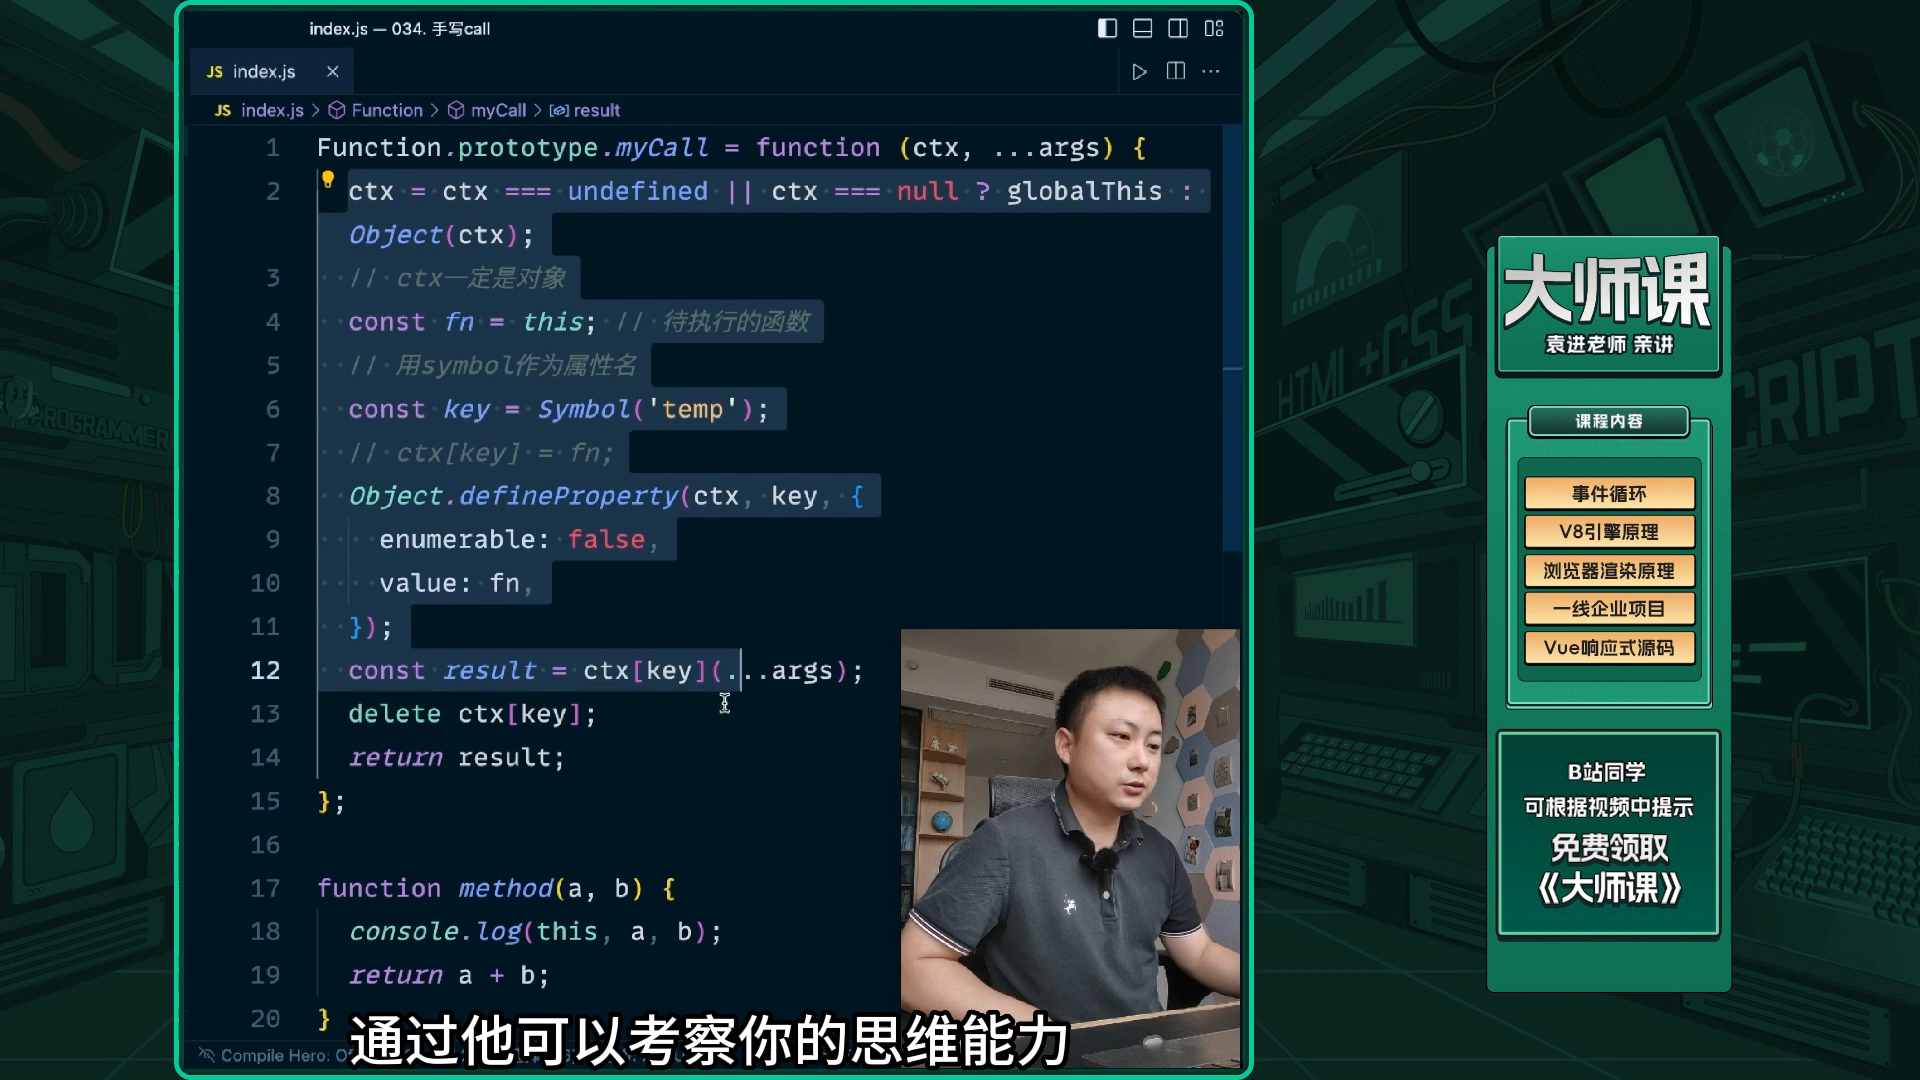 index.js — 034. 手写call
JS index.js
JS index.js > Function > myCall > result
1 Function.prototype.myCall = function (ctx, ...args) {
2 ctx = ctx === undefined || ctx === null ? globalThis :
Object(ctx);
3 // ctx一定是对象
4 const fn = this; // 待执行的函数
5 // 用symbol作为属性名
6 const key = Symbol('temp');
7 // ctx[key] = fn;
8 Object.defineProperty(ctx, key, {
9 enumerable: false,
10 value: fn,
11 });
12 const result = ctx[key](...args);
13 delete ctx[key];
14 return result;
15 };
16
17 function method(a, b) {
18 console.log(this, a, b);
19 return a + b;
20 }
Compile Hero:
通过他可以考察你的思维能力
大师课
袁进老师 亲讲
课程内容
事件循环
V8引擎原理
浏览器渲染原理
一线企业项目
Vue响应式源码
B站同学
可根据视频中提示
免费领取
《大师课》
PROGRAMMER
HTML+CSS